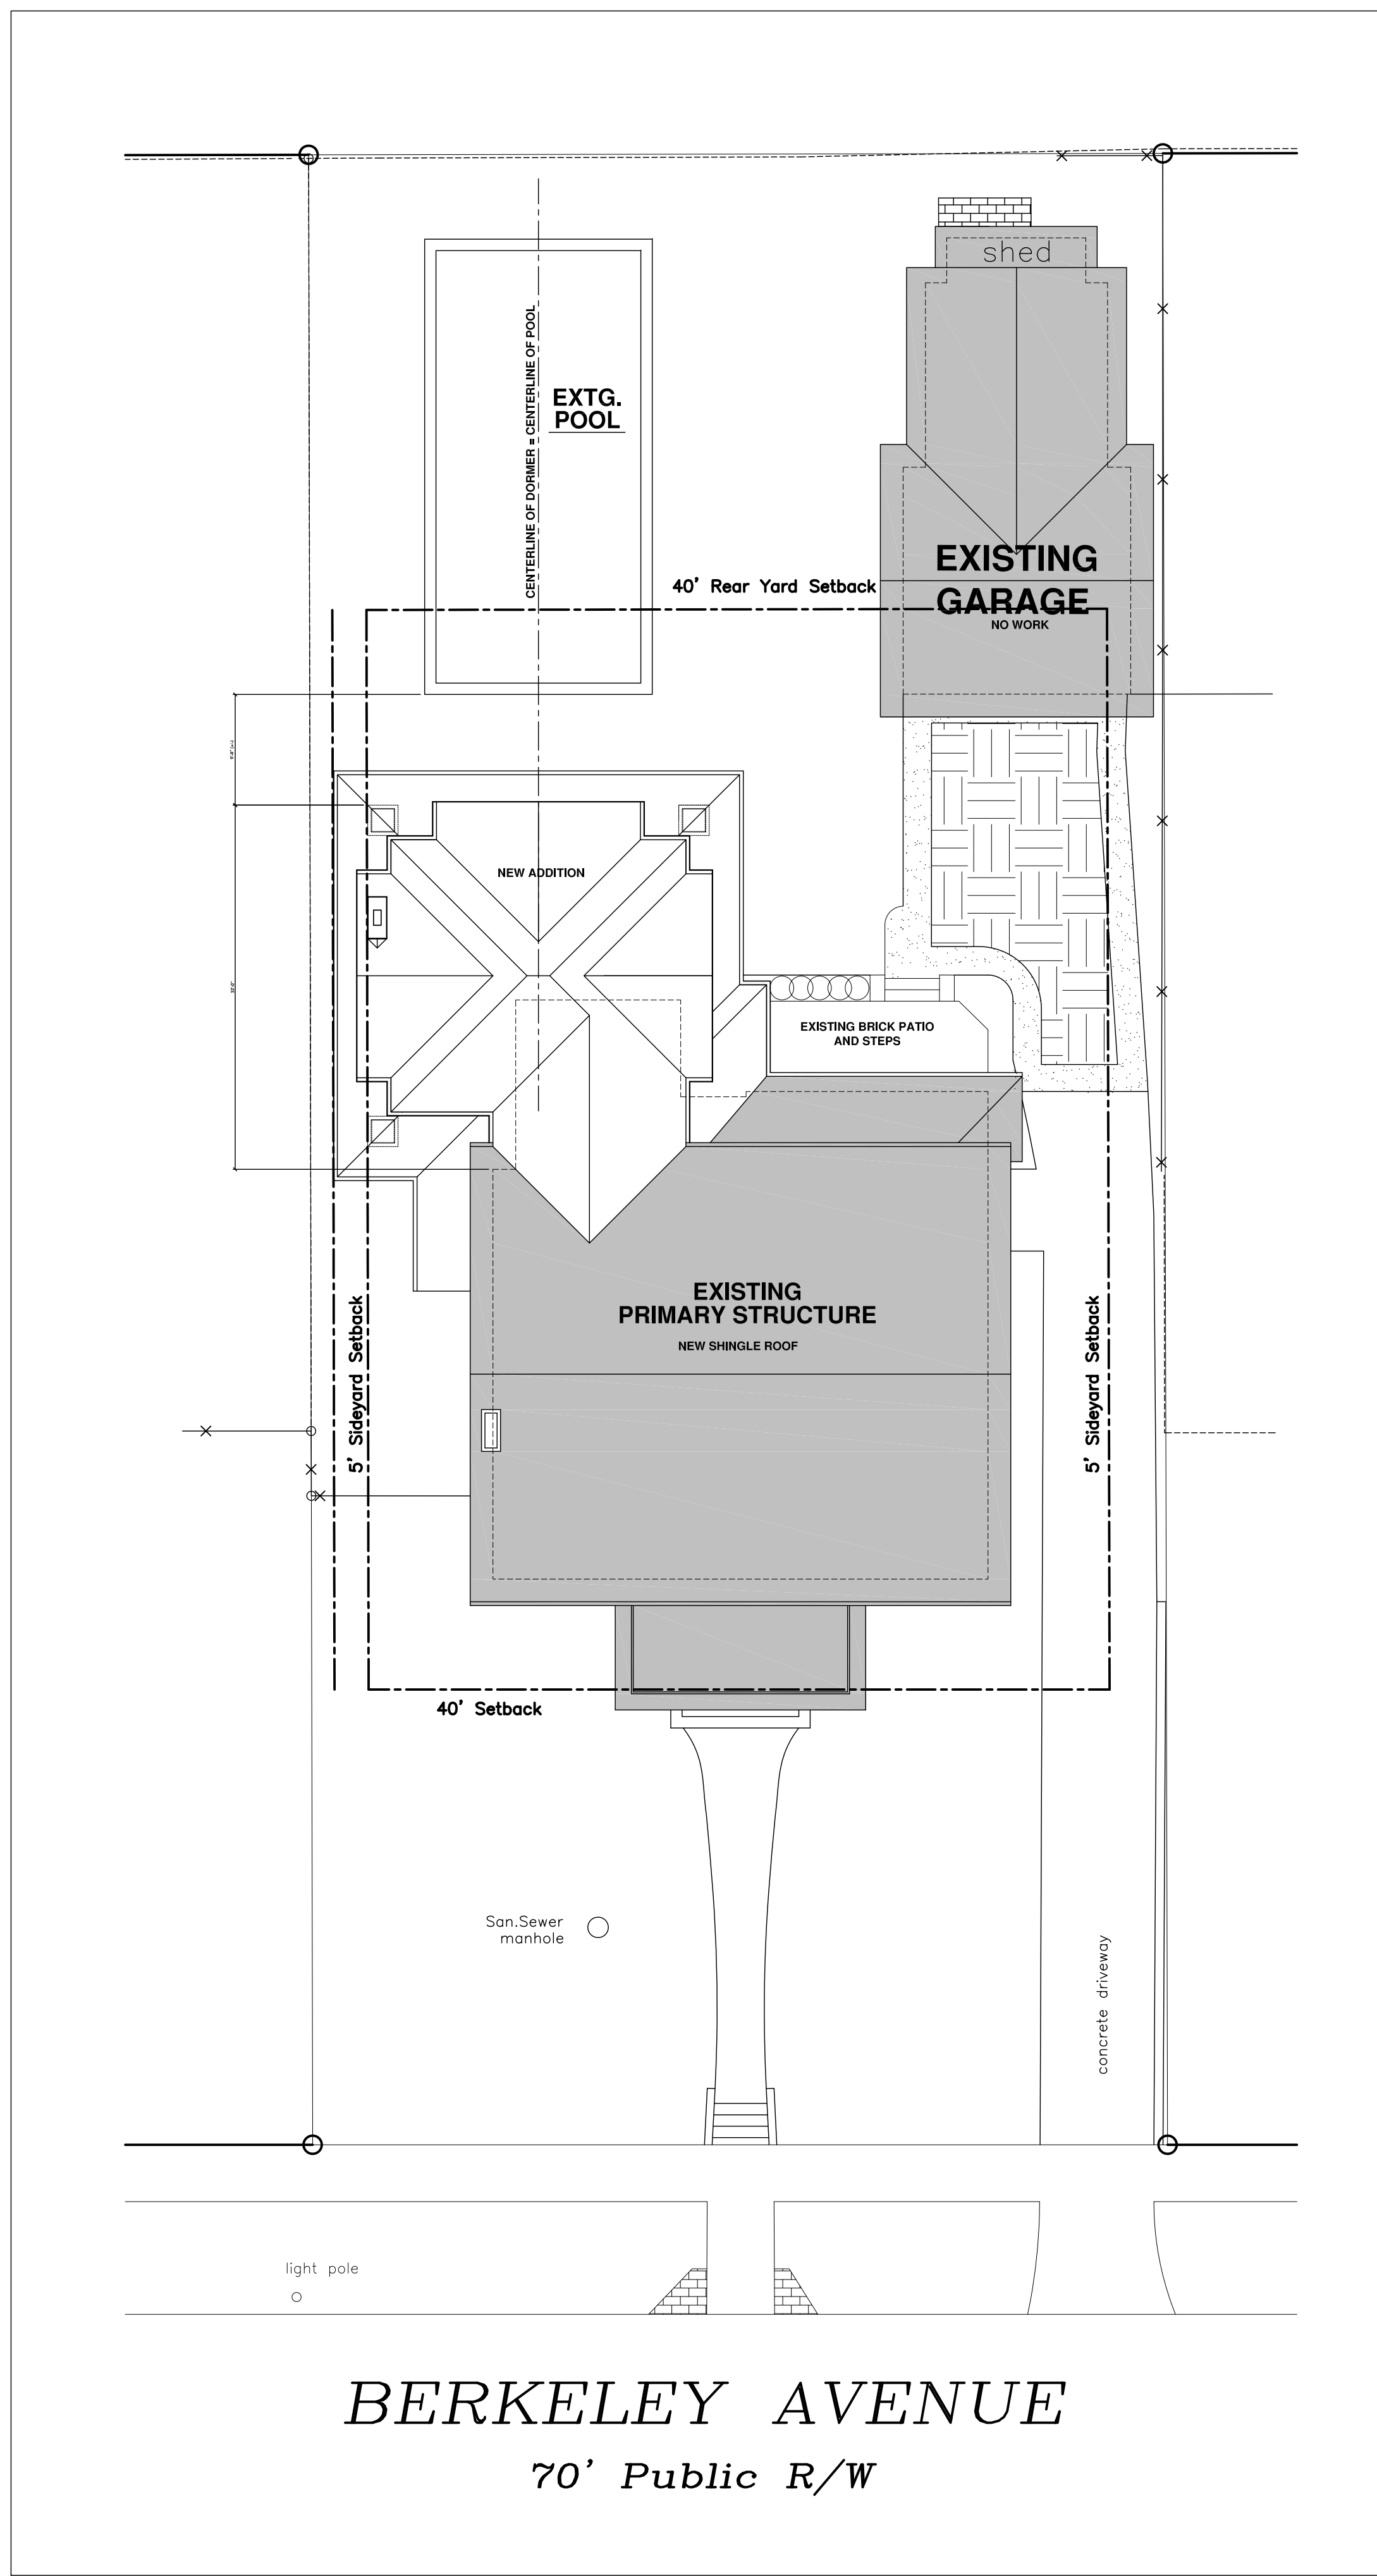 shed
CENTERLINE OF DORMER = CENTERLINE OF POOL
EXTG.
POOL
EXISTING
GARAGE
NO WORK
40' Rear Yard Setback
NEW ADDITION
32'-0"
EXISTING BRICK PATIO
AND STEPS
EXISTING
PRIMARY STRUCTURE
NEW SHINGLE ROOF
5' Sideyard Setback
5' Sideyard Setback
40' Setback
San.Sewer
manhole
concrete driveway
light pole
BERKELEY AVENUE
70' Public R/W